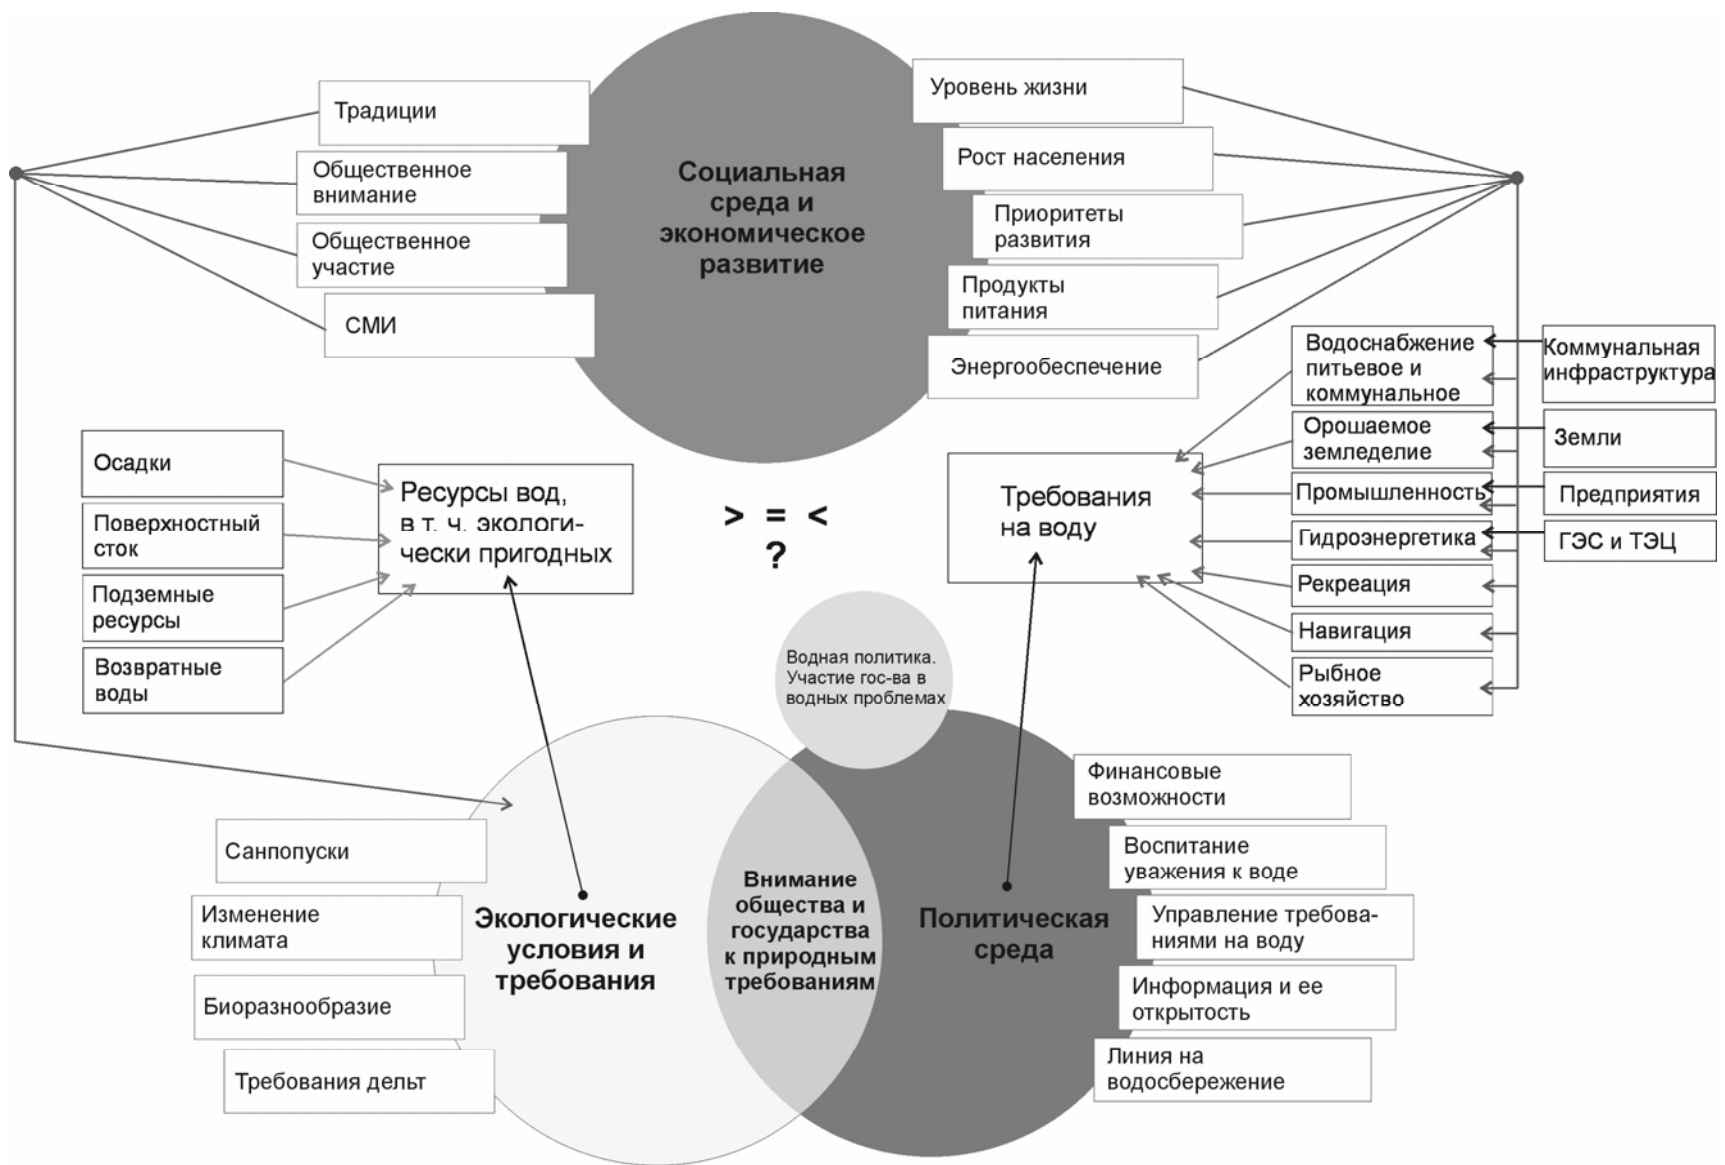 Традиции
Общественное
внимание
Общественное
участие
СМИ
Социальная
среда и
экономическое
развитие
Уровень жизни
Рост населения
Приоритеты
развития
Продукты
питания
Энергообеспечение
Водоснабжение
питьевое и
коммунальное
Орошаемое
земледелие
Промышленность
Гидроэнергетика
Рекреация
Навигация
Рыбное
хозяйство
Коммунальная
инфраструктура
Земли
Предприятия
ГЭС и ТЭЦ
Осадки
Поверхностный
сток
Подземные
ресурсы
Возвратные
воды
Ресурсы вод,
в т. ч. экологи-
чески пригодных
> = <
?
Требования
на воду
Водная политика.
Участие гос-ва в
водных проблемах
Санпопуски
Изменение
климата
Биоразнообразие
Требования дельт
Экологические
условия и
требования
Внимание
общества и
государства
к природным
требованиям
Политическая
среда
Финансовые
возможности
Воспитание
уважения к воде
Управление требова-
ниями на воду
Информация и ее
открытость
Линия на
водосбережение